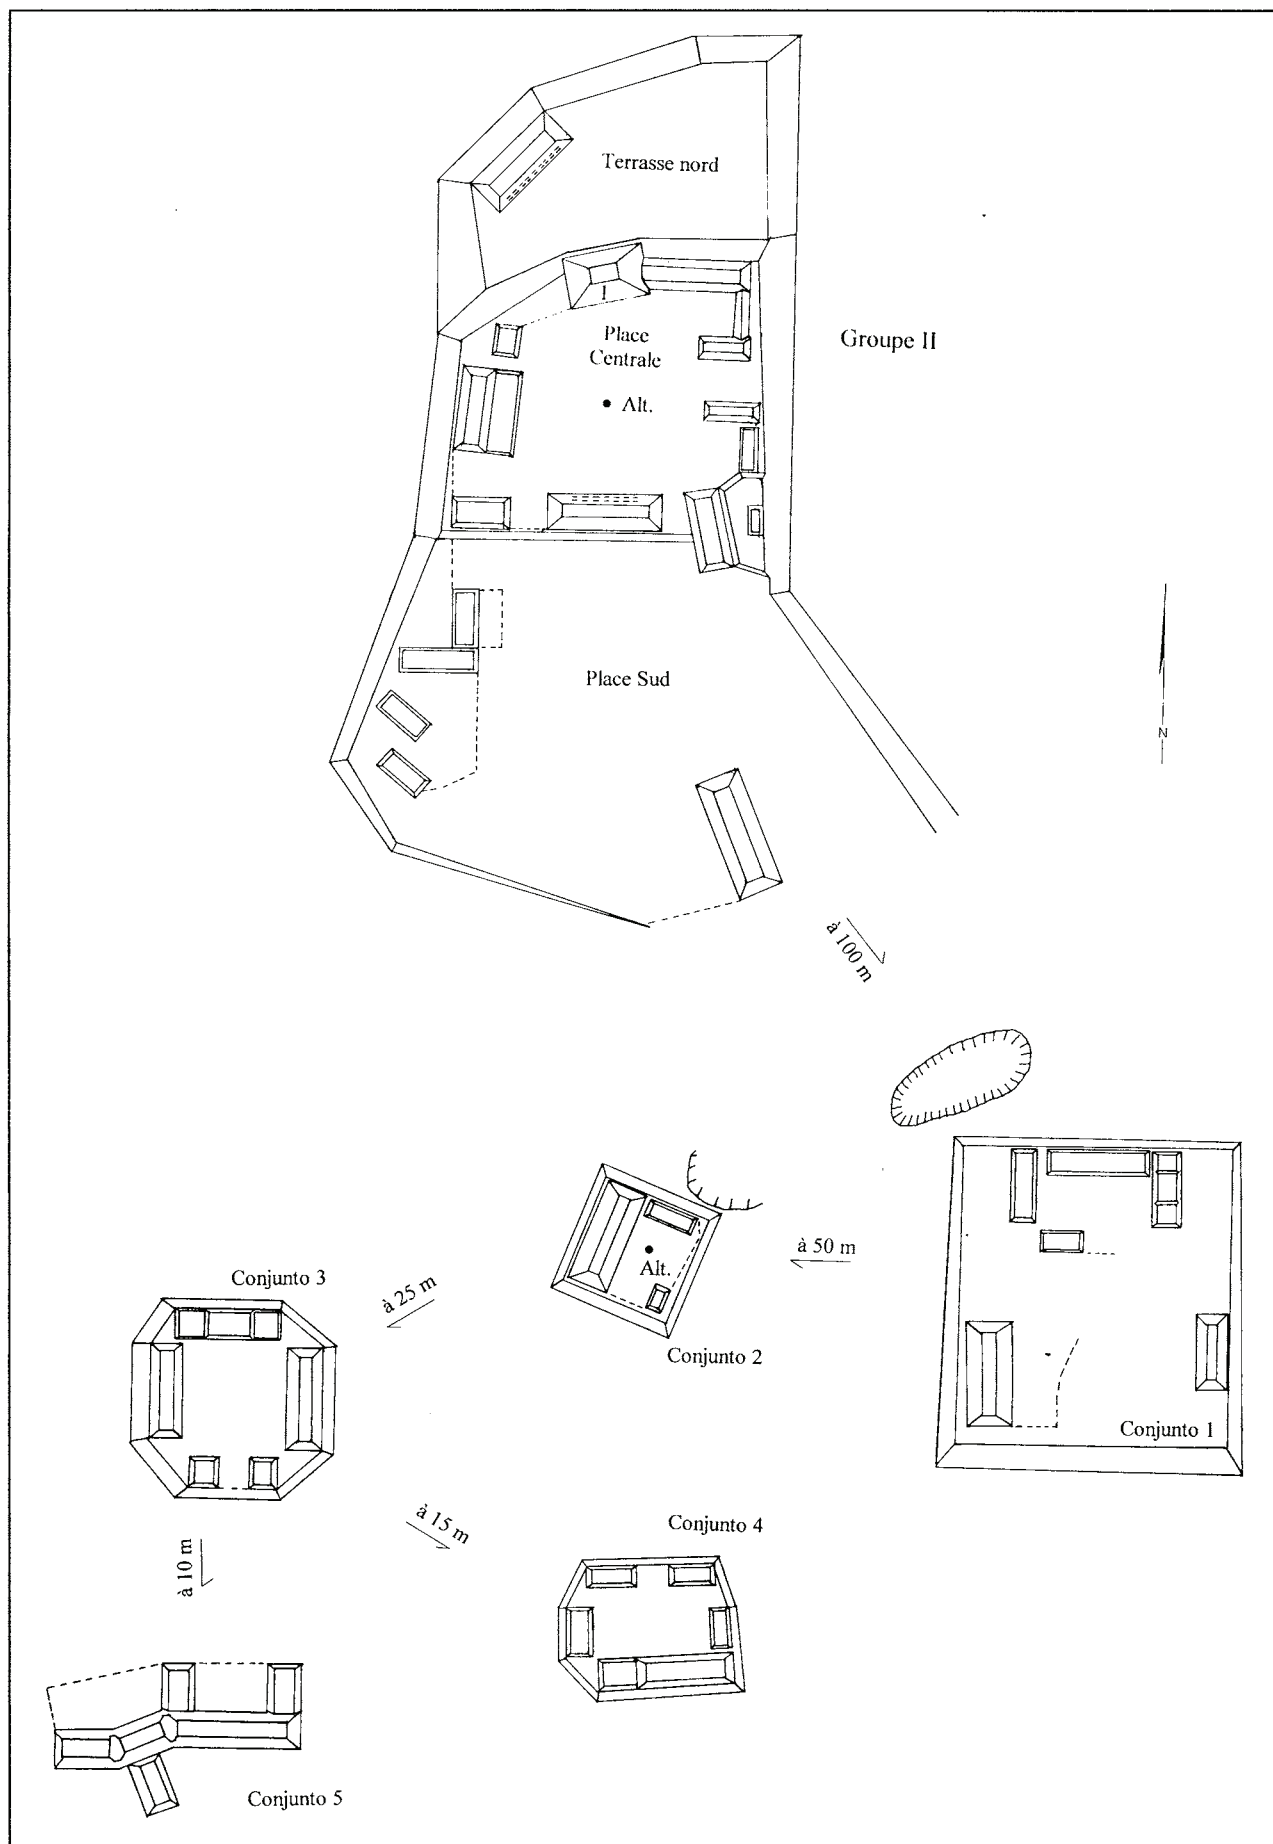 Terrasse nord
1
Place
Centrale
Groupe II
• Alt.
Place Sud
N
à 100 m
à 50 m
Alt.
Conjunto 3
à 25 m
Conjunto 2
Conjunto 1
à 15 m
Conjunto 4
à 10 m
Conjunto 5